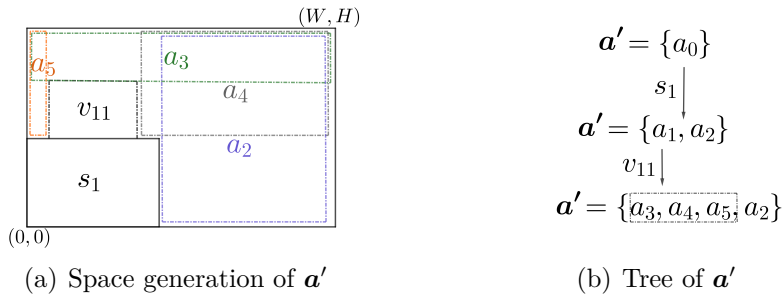 (W, H)
a₅
a₃
a₄
v₁₁
a₂
s₁
(0, 0)
(a) Space generation of a′
a′ = {a₀}
s₁
a′ = {a₁, a₂}
v₁₁
a′ = {a₃, a₄, a₅, a₂}
(b) Tree of a′